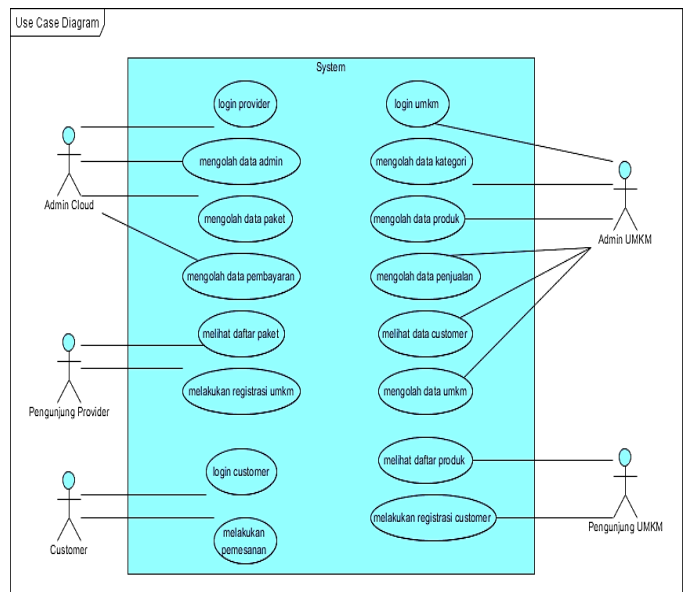 Use Case Diagram
System
login provider
login umkm
mengolah data admin
mengolah data kategori
Admin Cloud
mengolah data paket
mengolah data produk
Admin UMKM
mengolah data pembayaran
mengolah data penjualan
melihat daftar paket
melihat data customer
Pengunjung Provider
melakukan registrasi umkm
mengolah data umkm
login customer
melihat daftar produk
melakukan registrasi customer
Pengunjung UMKM
Customer
melakukan
pemesanan